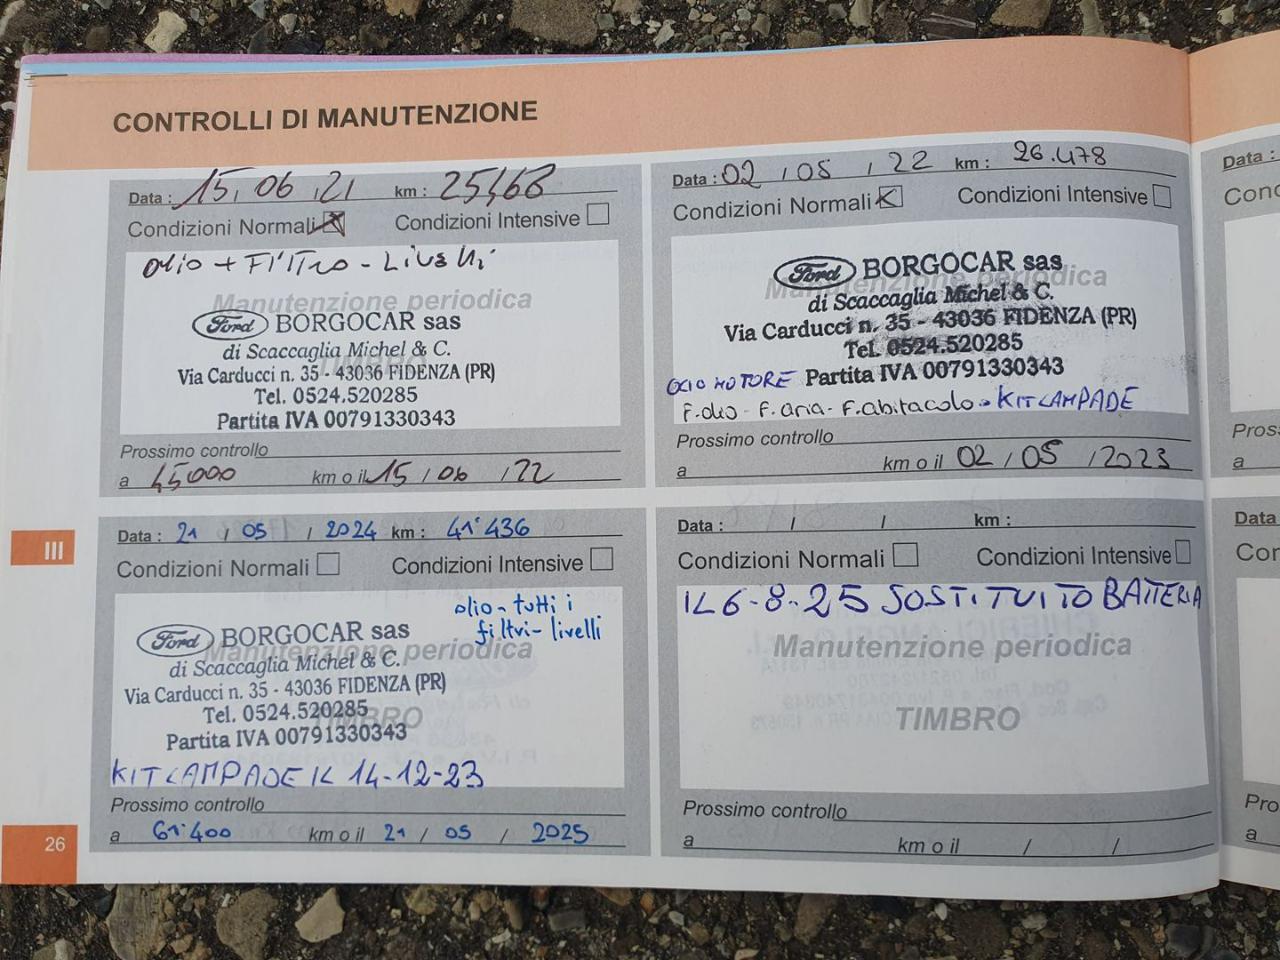 CONTROLLI DI MANUTENZIONE
Data : 15, 06, 21 km : 25168
Condizioni Normali Condizioni Intensive
olio + Filtro - Livelli
Manutenzione periodica
Ford BORGOCAR sas
di Scaccaglia Michel & C.
TIMBRO
Via Carducci n. 35 - 43036 FIDENZA (PR)
Tel. 0524.520285
Partita IVA 00791330343
Prossimo controllo
a 45000 km o il 15 / 06 / 22
Data : 02 / 05 / 22 km : 26.478
Condizioni Normali Condizioni Intensive
Ford BORGOCAR sas
Manutenzione periodica
di Scaccaglia Michel & C.
Via Carducci n. 35 - 43036 FIDENZA (PR)
Tel. 0524.520285
OLIO MOTORE Partita IVA 00791330343
F.olio - F.aria - F.abitacolo - KIT LAMPADE
Prossimo controllo
a km o il 02 / 05 / 2023
Data : 21 / 05 / 2024 km : 41'436
Condizioni Normali Condizioni Intensive
olio - tutti i
filtri - livelli
Ford BORGOCAR sas
Manutenzione periodica
di Scaccaglia Michel & C.
Via Carducci n. 35 - 43036 FIDENZA (PR)
Tel. 0524.520285
TIMBRO
Partita IVA 00791330343
KIT LAMPADE IL 14-12-23
Prossimo controllo
a 61'400 km o il 21 / 05 / 2025
Data : / / km :
Condizioni Normali Condizioni Intensive
IL 6-8-25 SOSTITUITO BATTERIA
Manutenzione periodica
TIMBRO
Prossimo controllo
a km o il / /
III
26
Data :
Pros
a
Data
Cor
Pro
a